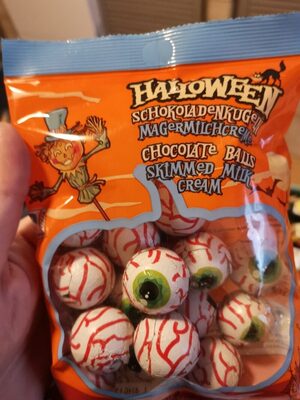 HALLOWEEN
SCHOKOLADENKUGELN
MAGERMILCHCREME
CHOCOLATE BALLS
SKIMMED MILK
CREAM